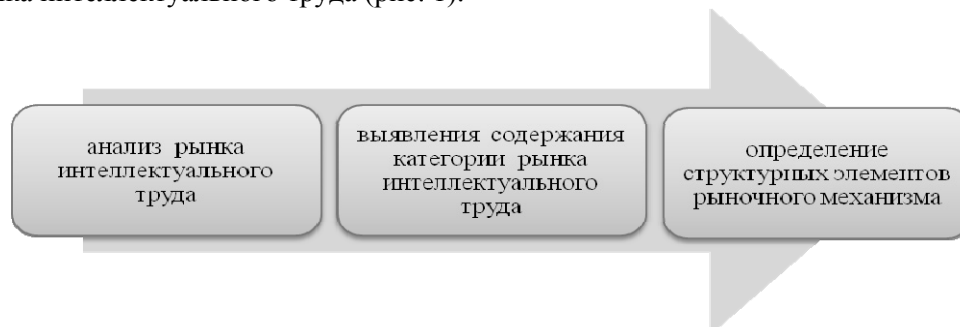 интеллектуального труда (рис. 1).
анализ рынка
интеллектуального
труда
выявления содержания
категории рынка
интеллектуального
труда
определение
структурных элементов
рыночного механизма